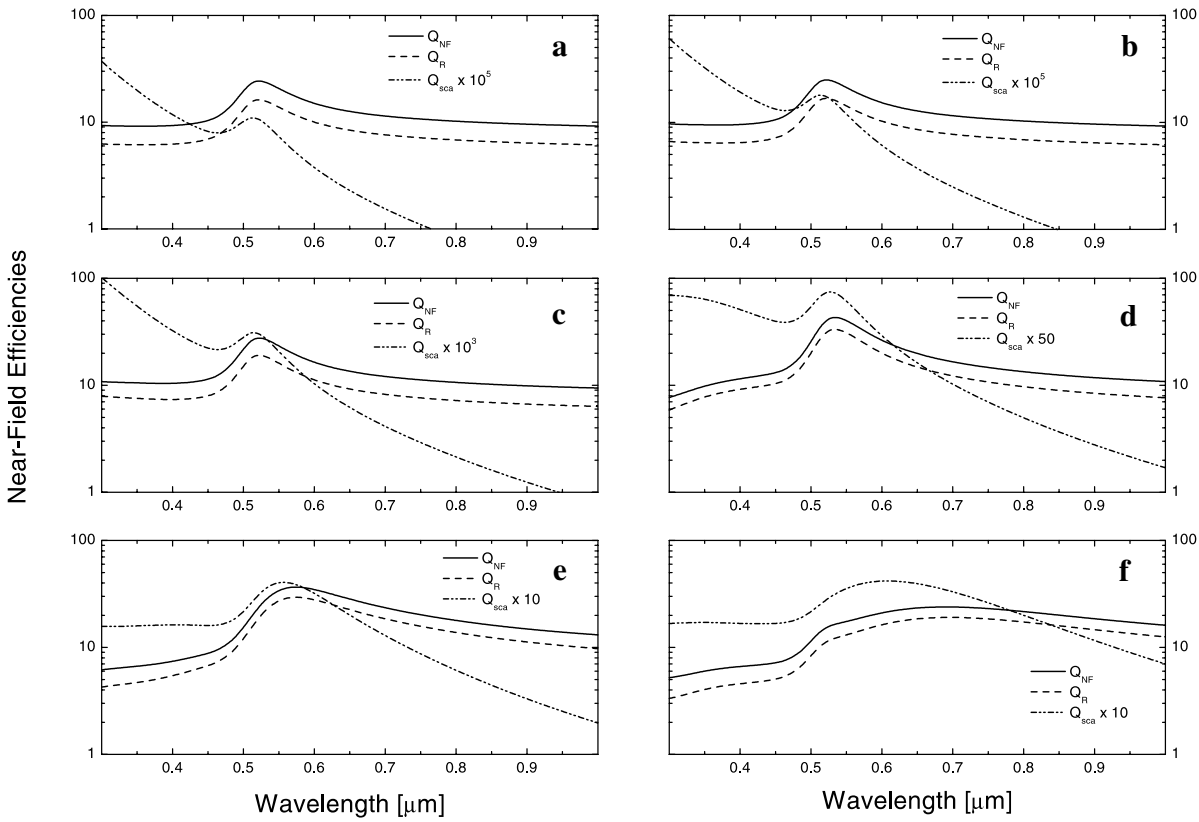 Near-Field Efficiencies
100
10
1
0.4 0.5 0.6 0.7 0.8 0.9
Q_NF
Q_R
Q_sca x 10^5
a
100
10
1
0.4 0.5 0.6 0.7 0.8 0.9
Q_NF
Q_R
Q_sca x 10^5
b
100
10
1
0.4 0.5 0.6 0.7 0.8 0.9
Q_NF
Q_R
Q_sca x 10^3
c
100
10
1
0.4 0.5 0.6 0.7 0.8 0.9
Q_NF
Q_R
Q_sca x 50
d
100
10
1
0.4 0.5 0.6 0.7 0.8 0.9
Q_NF
Q_R
Q_sca x 10
e
100
10
1
0.4 0.5 0.6 0.7 0.8 0.9
Q_NF
Q_R
Q_sca x 10
f
Wavelength [μm]
Wavelength [μm]